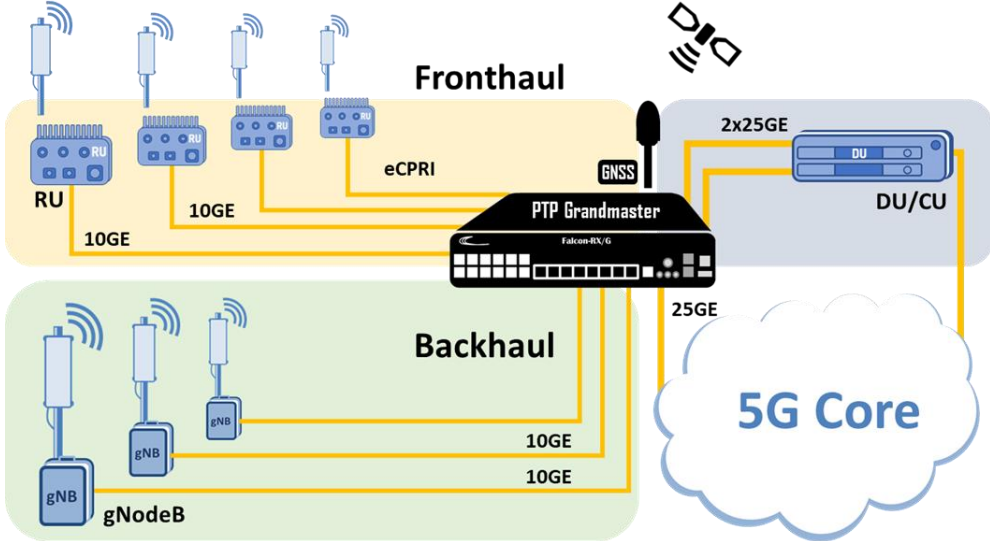 Fronthaul
RU
RU
RU
RU
RU
eCPRI
10GE
10GE
GNSS
PTP Grandmaster
Falcon-RX/G
2x25GE
DU
DU/CU
25GE
Backhaul
gNB
gNB
gNB
gNodeB
10GE
10GE
5G Core